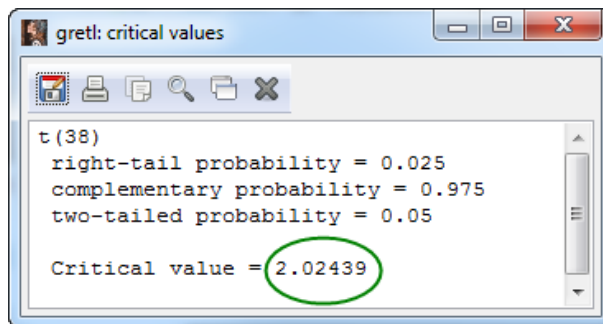 gretl: critical values
t(38)
right-tail probability = 0.025
complementary probability = 0.975
two-tailed probability = 0.05
Critical value = 2.02439